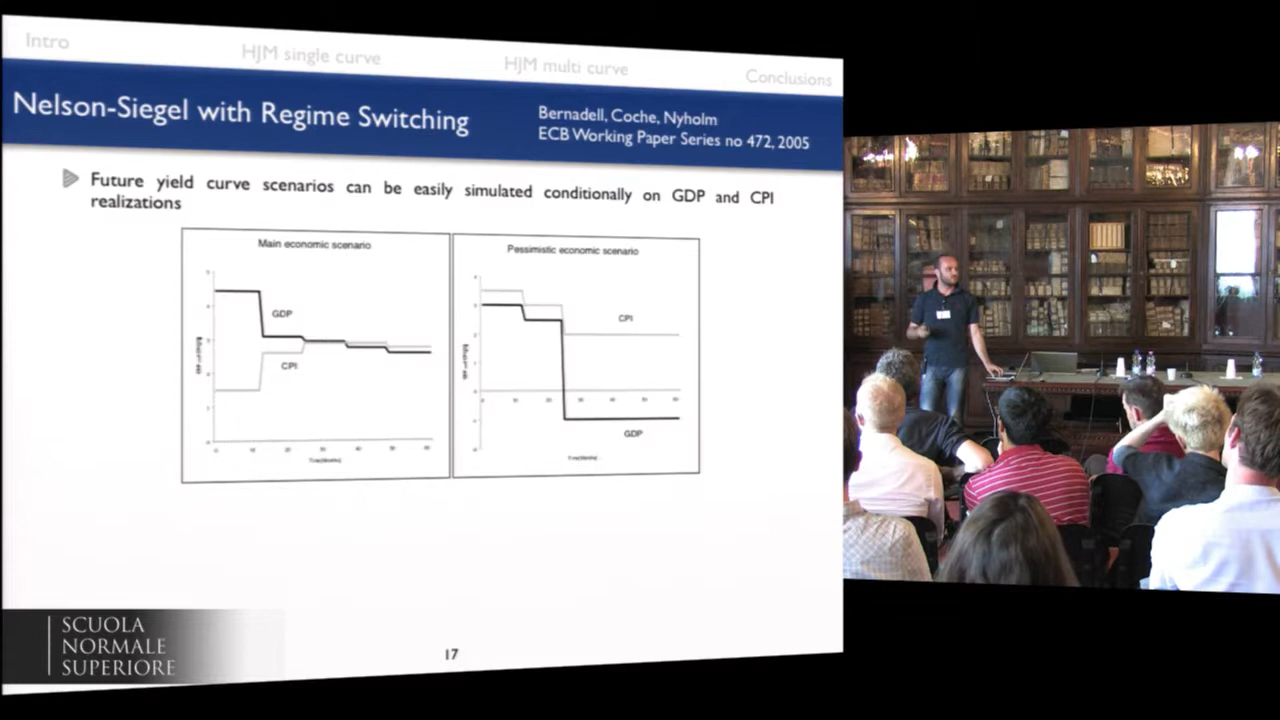 Intro HJM single curve HJM multi curve Conclusions
Nelson-Siegel with Regime Switching
Bernadell, Coche, Nyholm
ECB Working Paper Series no 472, 2005
Future yield curve scenarios can be easily simulated conditionally on GDP and CPI
realizations
Main economic scenario
GDP
CPI
Pessimistic economic scenario
CPI
GDP
SCUOLA
NORMALE
SUPERIORE
17